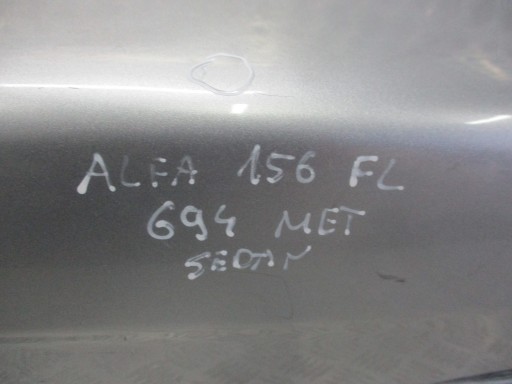 ALFA 156 FL
694 MET
SEDAN